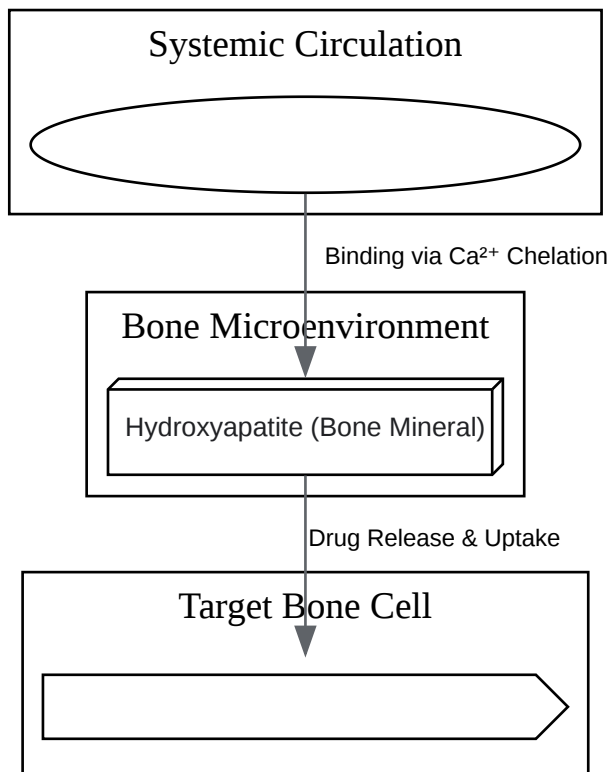 Systemic Circulation
Binding via Ca²⁺ Chelation
Bone Microenvironment
Hydroxyapatite (Bone Mineral)
Drug Release & Uptake
Target Bone Cell